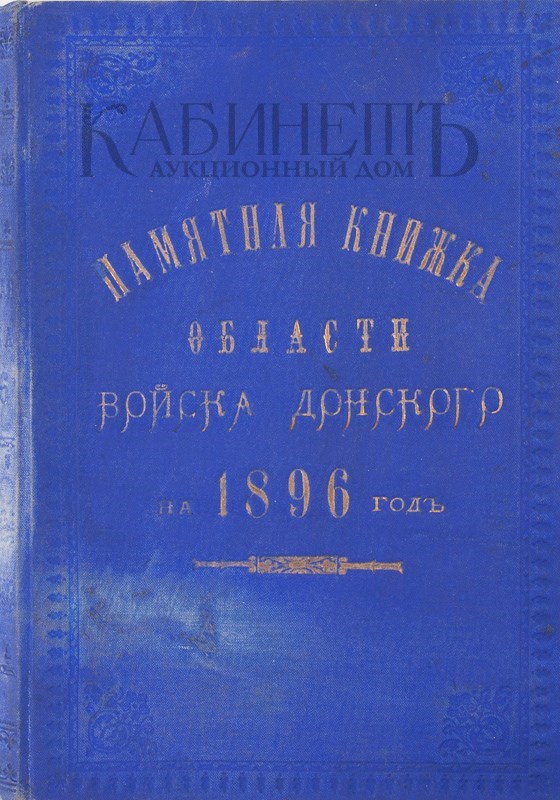 КАБИНЕТЪ
АУКЦИОННЫЙ ДОМ
ПАМЯТНАЯ КНИЖКА
ОБЛАСТИ
ВОЙСКА ДОНСКОГО
НА 1896 ГОДЪ